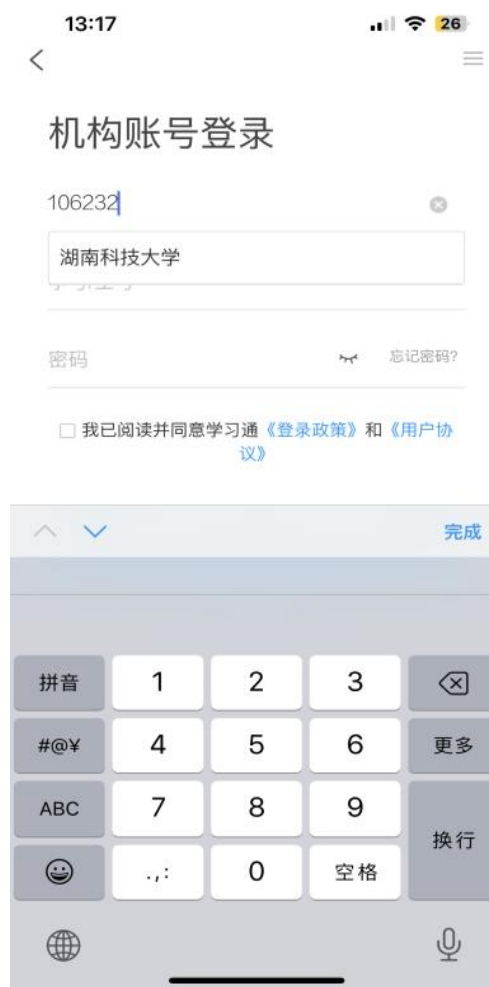 13:17
26
机构账号登录
106232
湖南科技大学
密码
忘记密码?
我已阅读并同意学习通《登录政策》和《用户协
议》
完成
拼音 1 2 3
#@¥ 4 5 6 更多
ABC 7 8 9
换行
.,: 0 空格